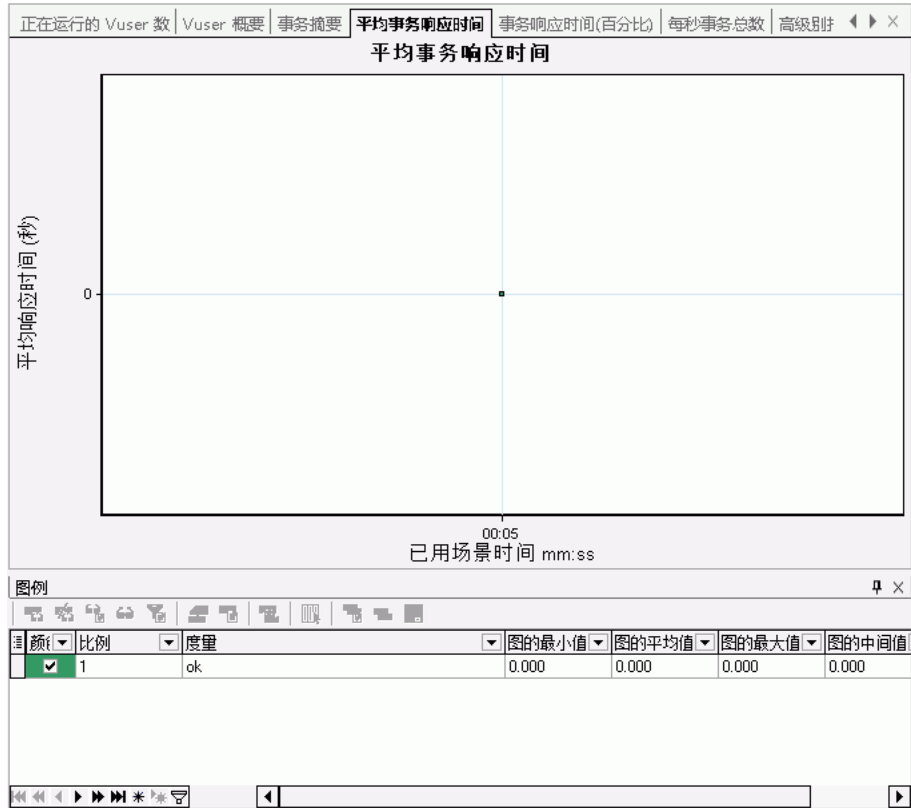 正在运行的 Vuser 数 Vuser 概要 事务摘要 平均事务响应时间 事务响应时间(百分比) 每秒事务总数 高级别
平均事务响应时间
平均响应时间 (秒)
0
00:05
已用场景时间 mm:ss
图例
颜 比例 度量 图的最小值 图的平均值 图的最大值 图的中间值
1 ok 0.000 0.000 0.000 0.000